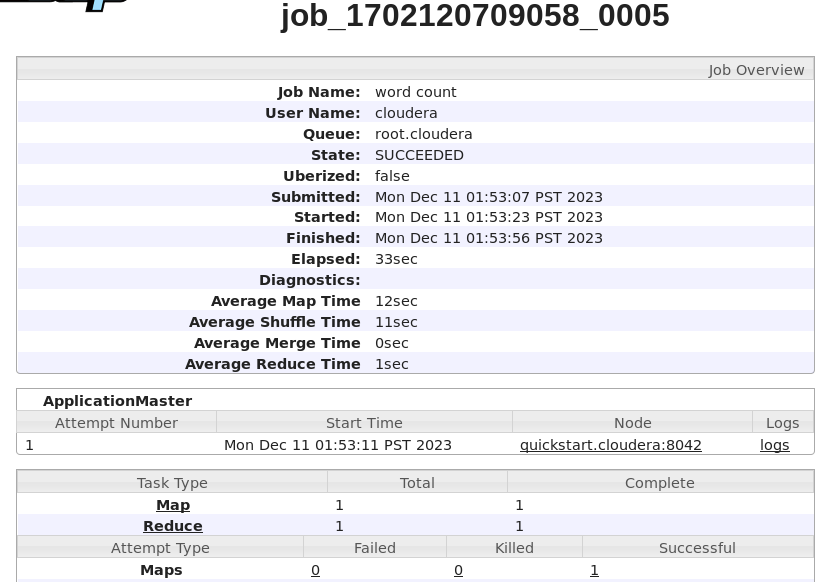 job_1702120709058_0005
Job Overview
Job Name: word count
User Name: cloudera
Queue: root.cloudera
State: SUCCEEDED
Uberized: false
Submitted: Mon Dec 11 01:53:07 PST 2023
Started: Mon Dec 11 01:53:23 PST 2023
Finished: Mon Dec 11 01:53:56 PST 2023
Elapsed: 33sec
Diagnostics:
Average Map Time 12sec
Average Shuffle Time 11sec
Average Merge Time 0sec
Average Reduce Time 1sec
ApplicationMaster
Attempt Number Start Time Node Logs
1 Mon Dec 11 01:53:11 PST 2023 quickstart.cloudera:8042 logs
Task Type Total Complete
Map 1 1
Reduce 1 1
Attempt Type Failed Killed Successful
Maps 0 0 1